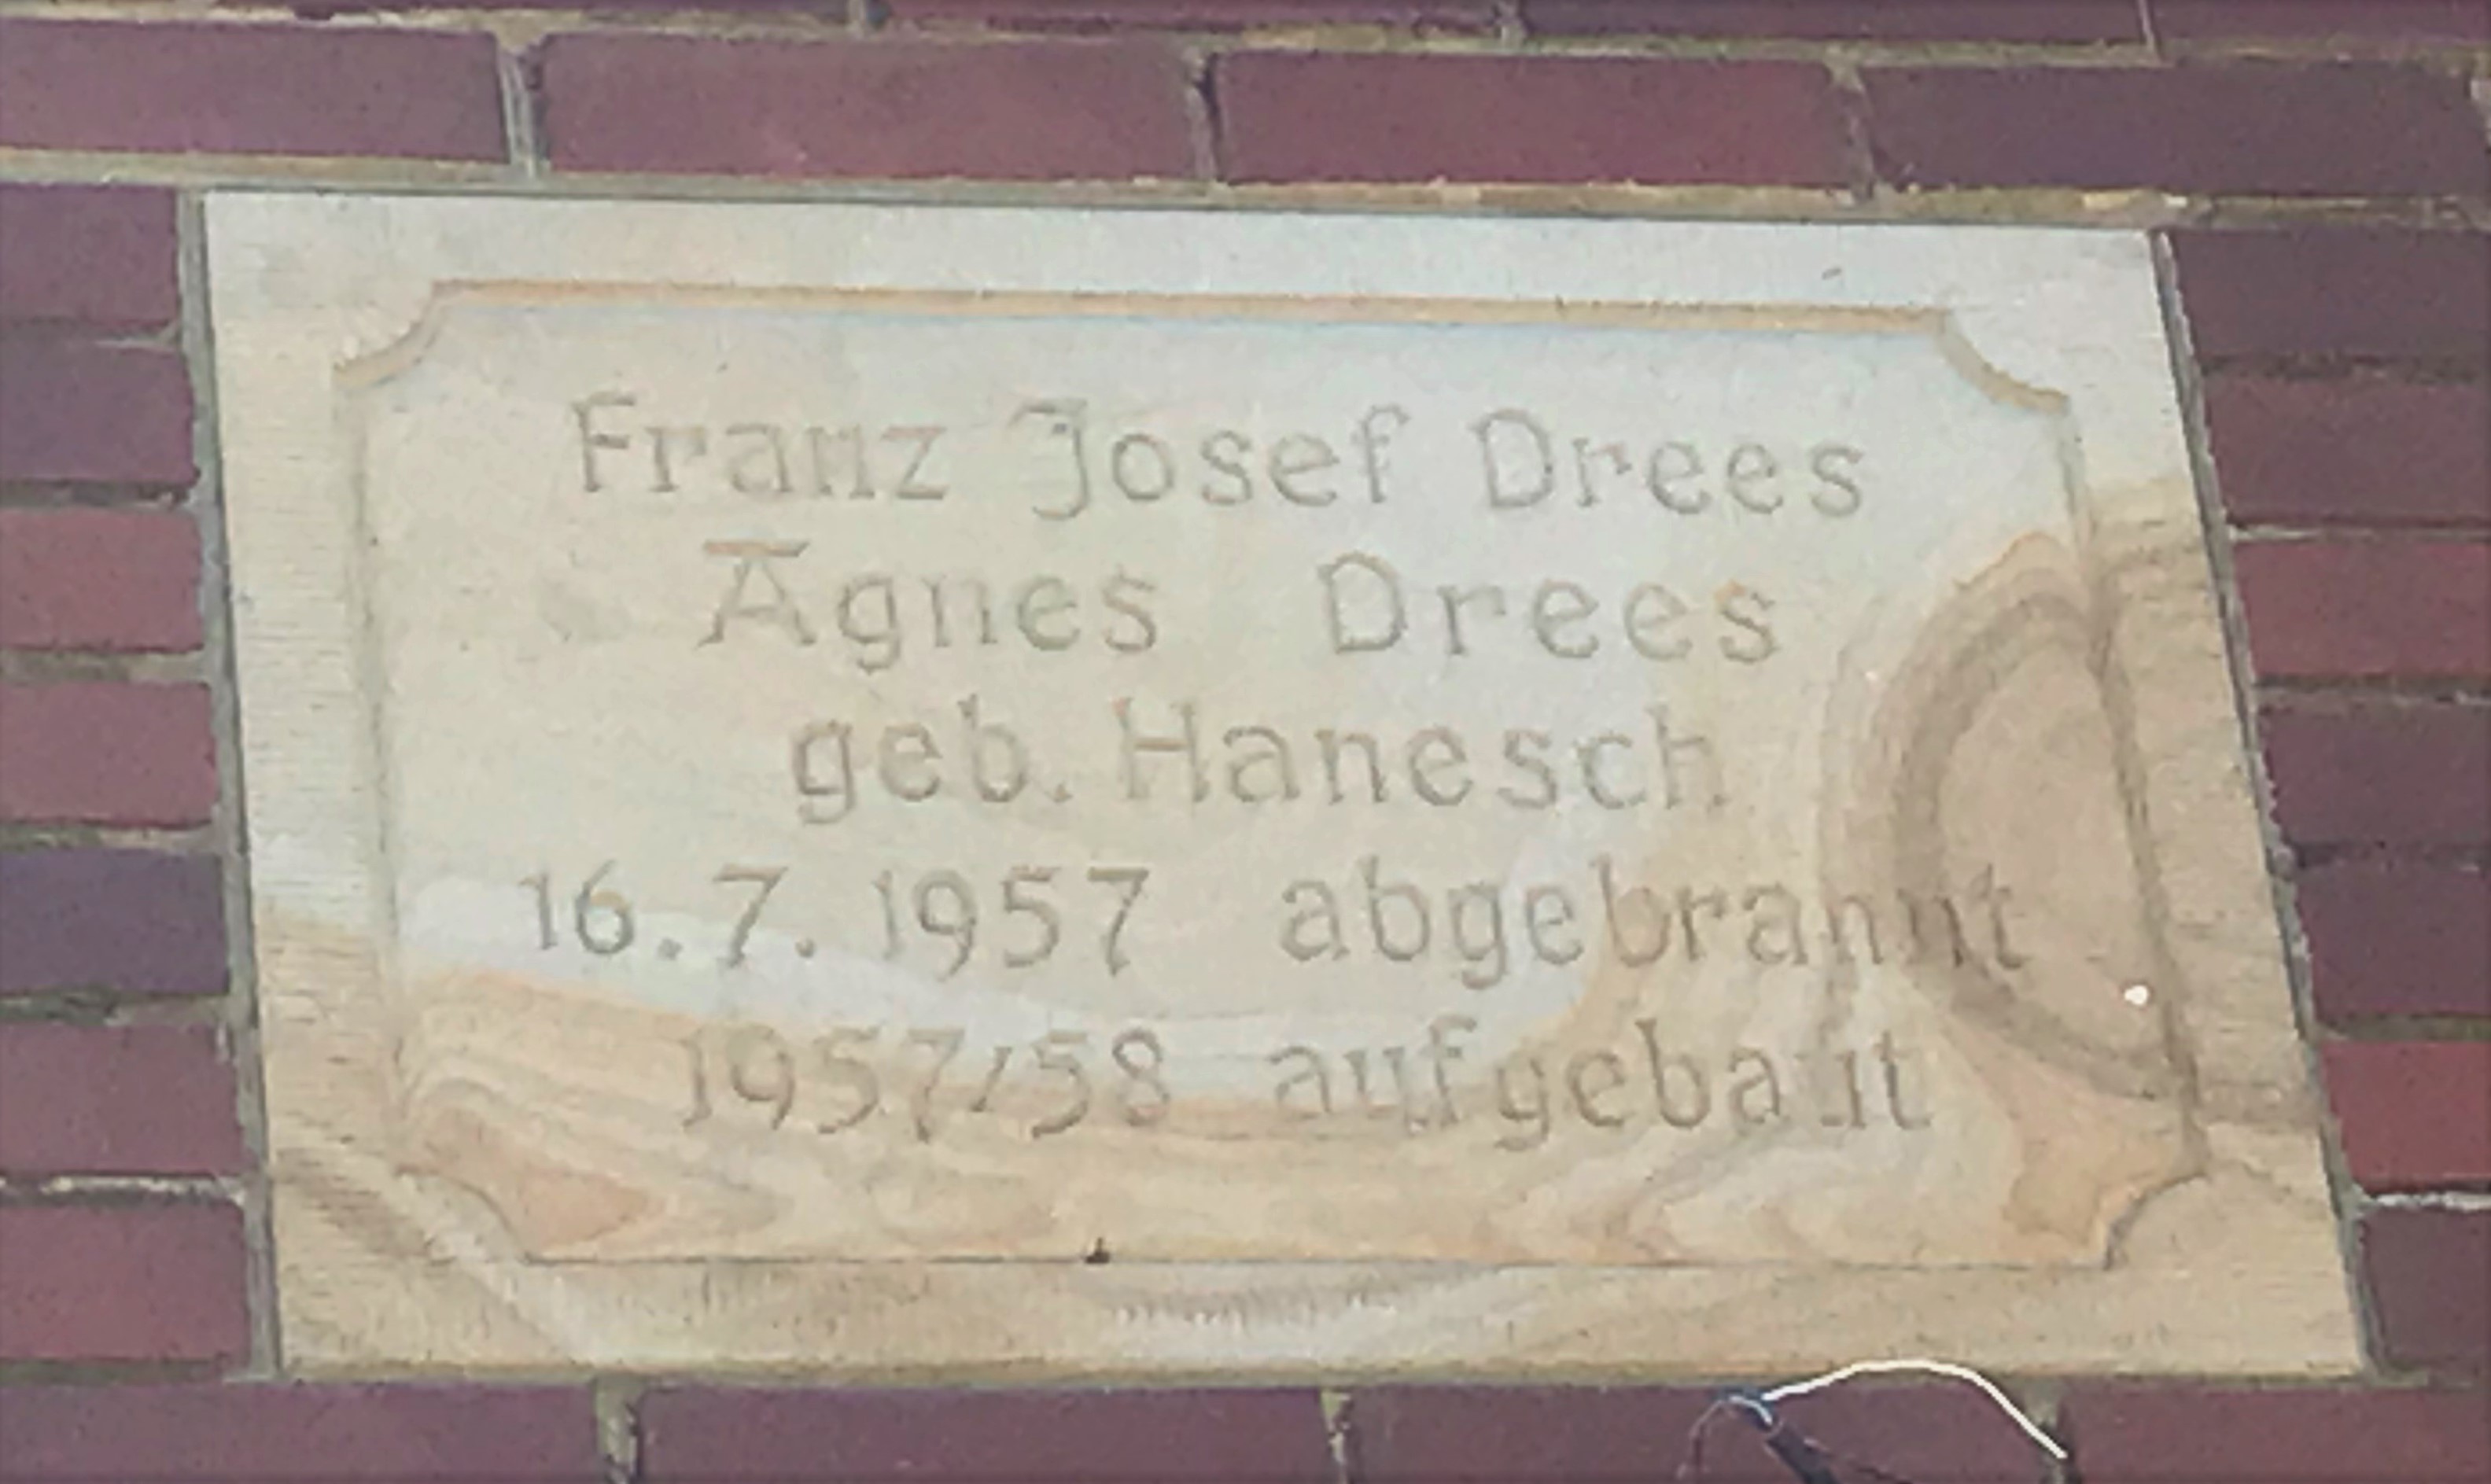 Franz Josef Drees
Agnes Drees
geb. Hanesch
16.7.1957 abgebrannt
1957/58 aufgebaut